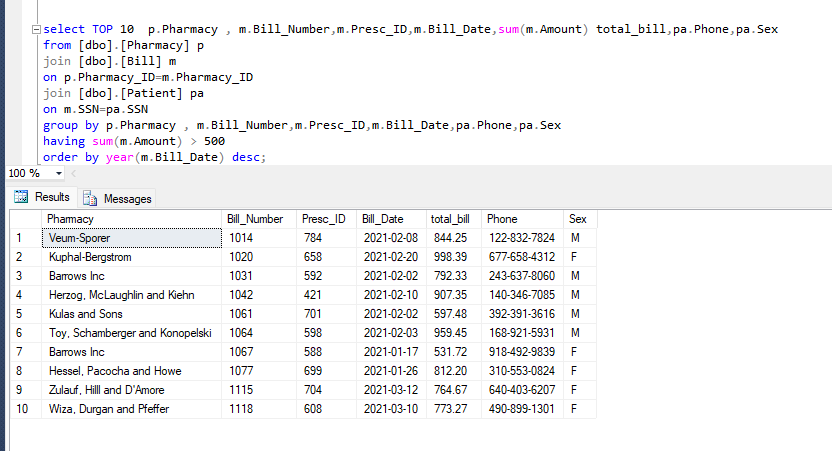 select TOP 10  p.Pharmacy , m.Bill_Number,m.Presc_ID,m.Bill_Date,sum(m.Amount) total_bill,pa.Phone,pa.Sex
from [dbo].[Pharmacy] p
join [dbo].[Bill] m
on p.Pharmacy_ID=m.Pharmacy_ID
join [dbo].[Patient] pa
on m.SSN=pa.SSN
group by p.Pharmacy , m.Bill_Number,m.Presc_ID,m.Bill_Date,pa.Phone,pa.Sex
having sum(m.Amount) > 500
order by year(m.Bill_Date) desc;
100 %
Results Messages
Pharmacy Bill_Number Presc_ID Bill_Date total_bill Phone Sex
1 Veum-Sporer 1014 784 2021-02-08 844.25 122-832-7824 M
2 Kuphal-Bergstrom 1020 658 2021-02-20 998.39 677-658-4312 F
3 Barrows Inc 1031 592 2021-02-02 792.33 243-637-8060 M
4 Herzog, McLaughlin and Kiehn 1042 421 2021-02-10 907.35 140-346-7085 M
5 Kulas and Sons 1061 701 2021-02-02 597.48 392-391-3616 M
6 Toy, Schamberger and Konopelski 1064 598 2021-02-03 959.45 168-921-5931 M
7 Barrows Inc 1067 588 2021-01-17 531.72 918-492-9839 F
8 Hessel, Pacocha and Howe 1077 699 2021-01-26 812.20 310-553-0824 F
9 Zulauf, Hilll and D'Amore 1115 704 2021-03-12 764.67 640-403-6207 F
10 Wiza, Durgan and Pfeffer 1118 608 2021-03-10 773.27 490-899-1301 F